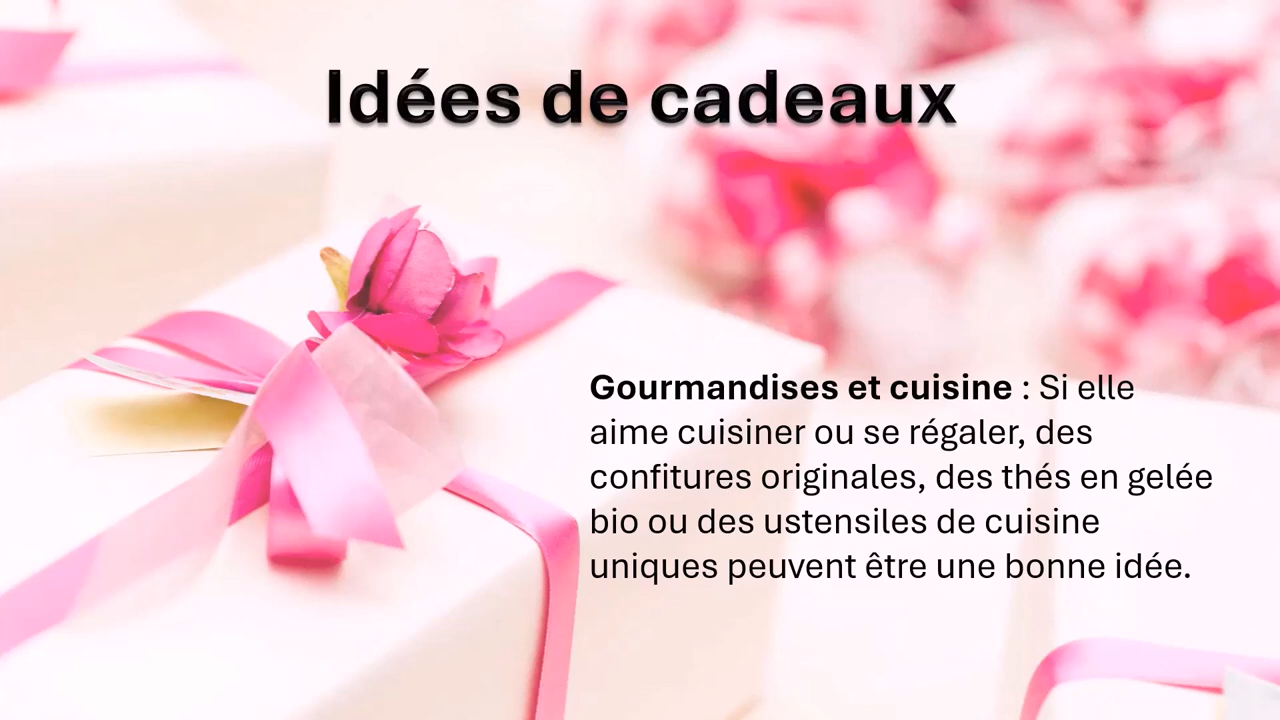 Idées de cadeaux
Gourmandises et cuisine : Si elle
aime cuisiner ou se régaler, des
confitures originales, des thés en gelée
bio ou des ustensiles de cuisine
uniques peuvent être une bonne idée.